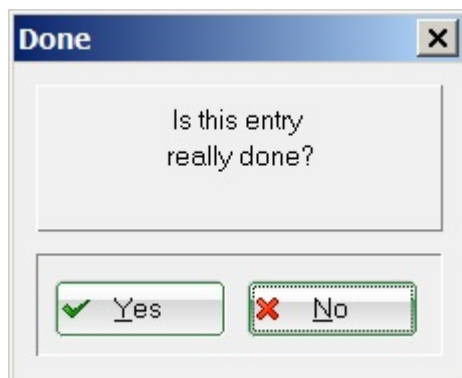 Done
Is this entry
really done?
Yes
No